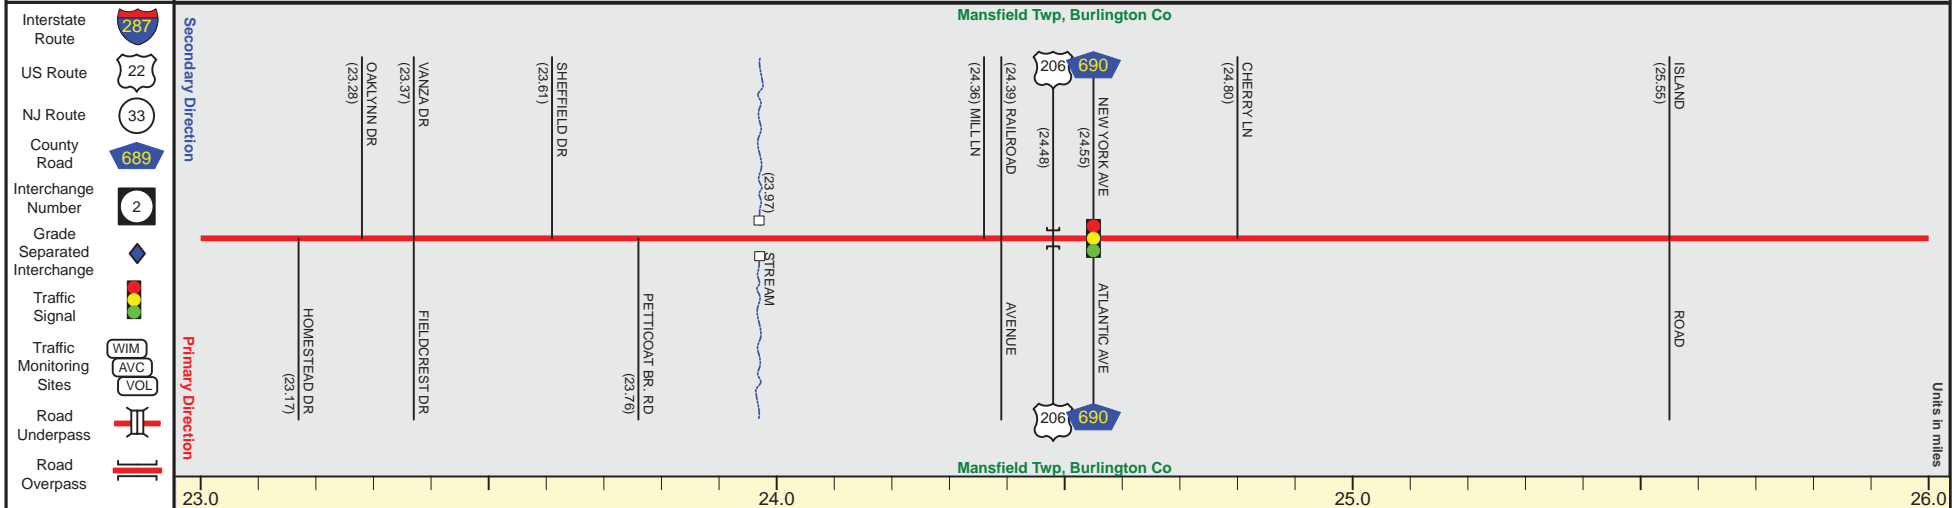 Interstate
Route
287
US Route
22
NJ Route
33
County
Road
689
Interchange
Number
2
Grade
Separated
Interchange
Traffic
Signal
Traffic
Monitoring
Sites
WIM
AVC
VOL
Road
Underpass
Road
Overpass
Secondary Direction
Primary Direction
Mansfield Twp, Burlington Co
OAKLYNN DR
(23.28)
VANZA DR
(23.37)
SHEFFIELD DR
(23.61)
(23.97)
STREAM
(24.36) MILL LN
(24.39) RAILROAD
AVENUE
206
690
(24.48)
NEW YORK AVE
(24.55)
ATLANTIC AVE
CHERRY LN
(24.80)
ISLAND
(25.55)
ROAD
HOMESTEAD DR
(23.17)
FIELDCREST DR
PETTICOAT BR. RD
(23.76)
206
690
Mansfield Twp, Burlington Co
Units in miles
23.0
24.0
25.0
26.0